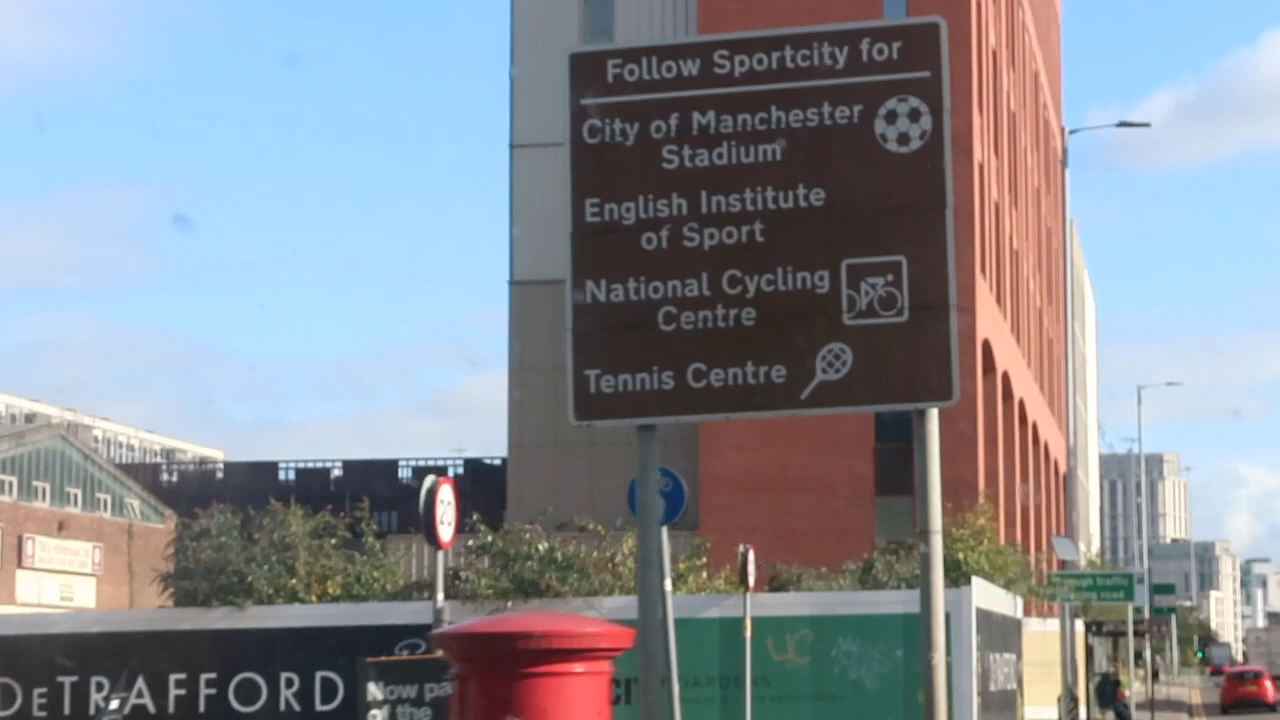 Follow Sportcity for
City of Manchester
Stadium
English Institute
of Sport
National Cycling
Centre
Tennis Centre
20
DETRAFFORD
Now
of the
GARDENS